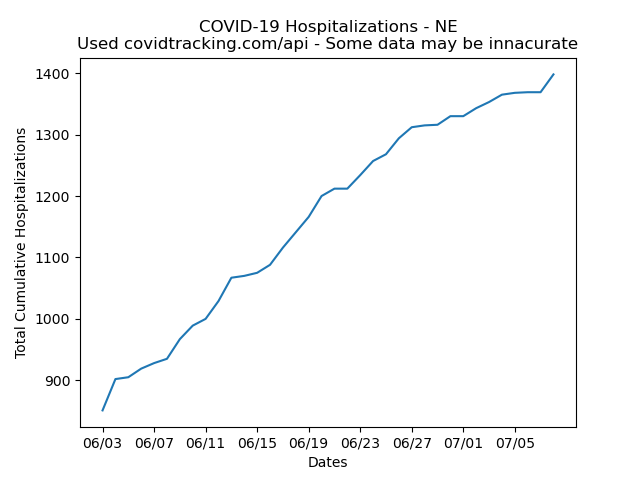 COVID-19 Hospitalizations - NE
Used covidtracking.com/api - Some data may be innacurate
Total Cumulative Hospitalizations
1400
1300
1200
1100
1000
900
06/03 06/07 06/11 06/15 06/19 06/23 06/27 07/01 07/05
Dates